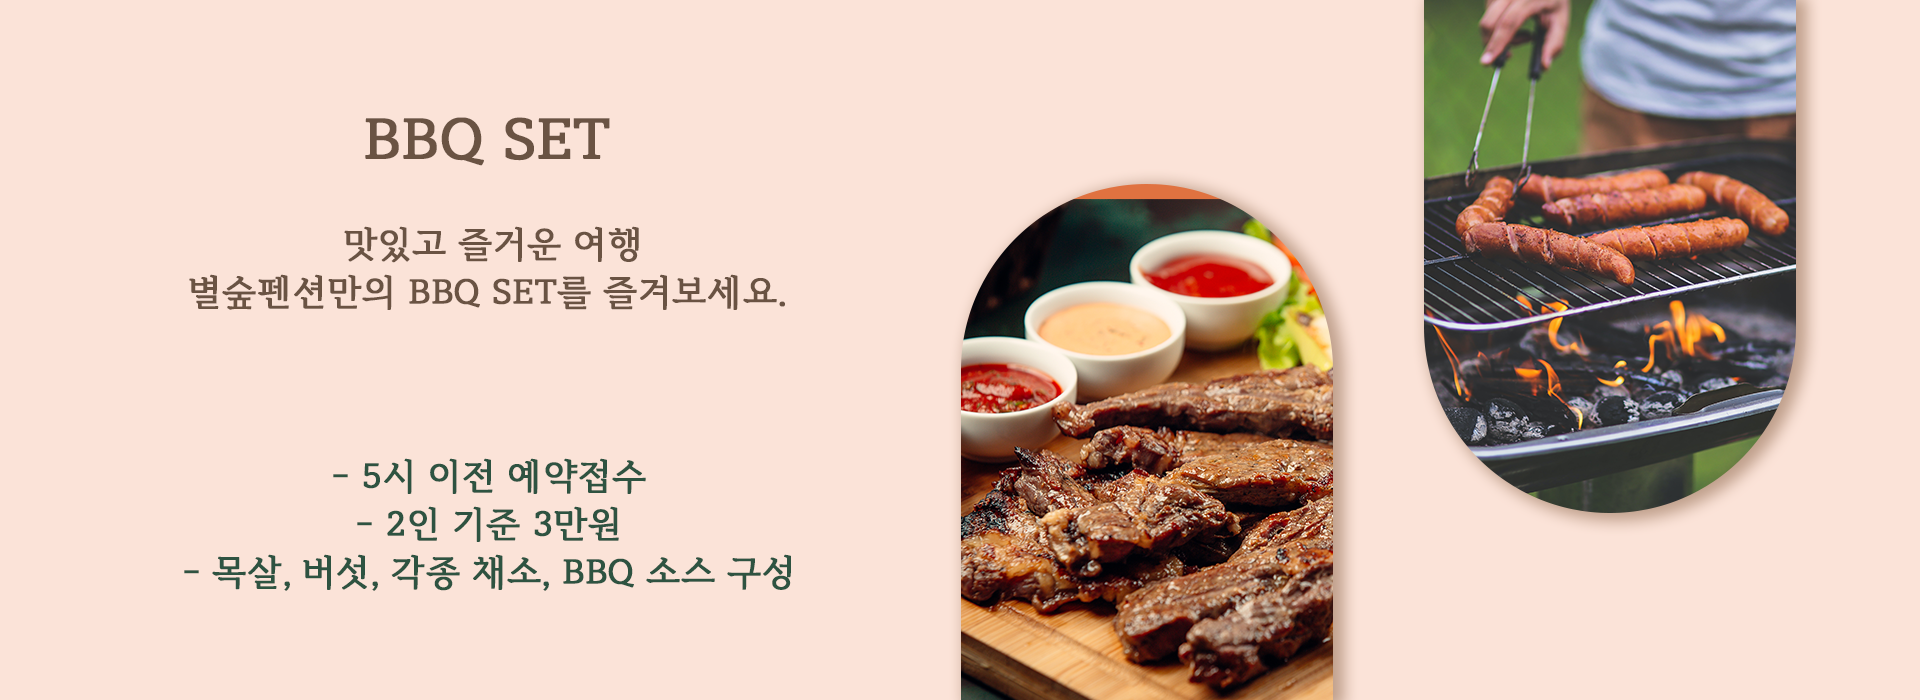 BBQ SET
맛있고 즐거운 여행
별숲펜션만의 BBQ SET를 즐겨보세요.
- 5시 이전 예약접수
- 2인 기준 3만원
- 목살, 버섯, 각종 채소, BBQ 소스 구성